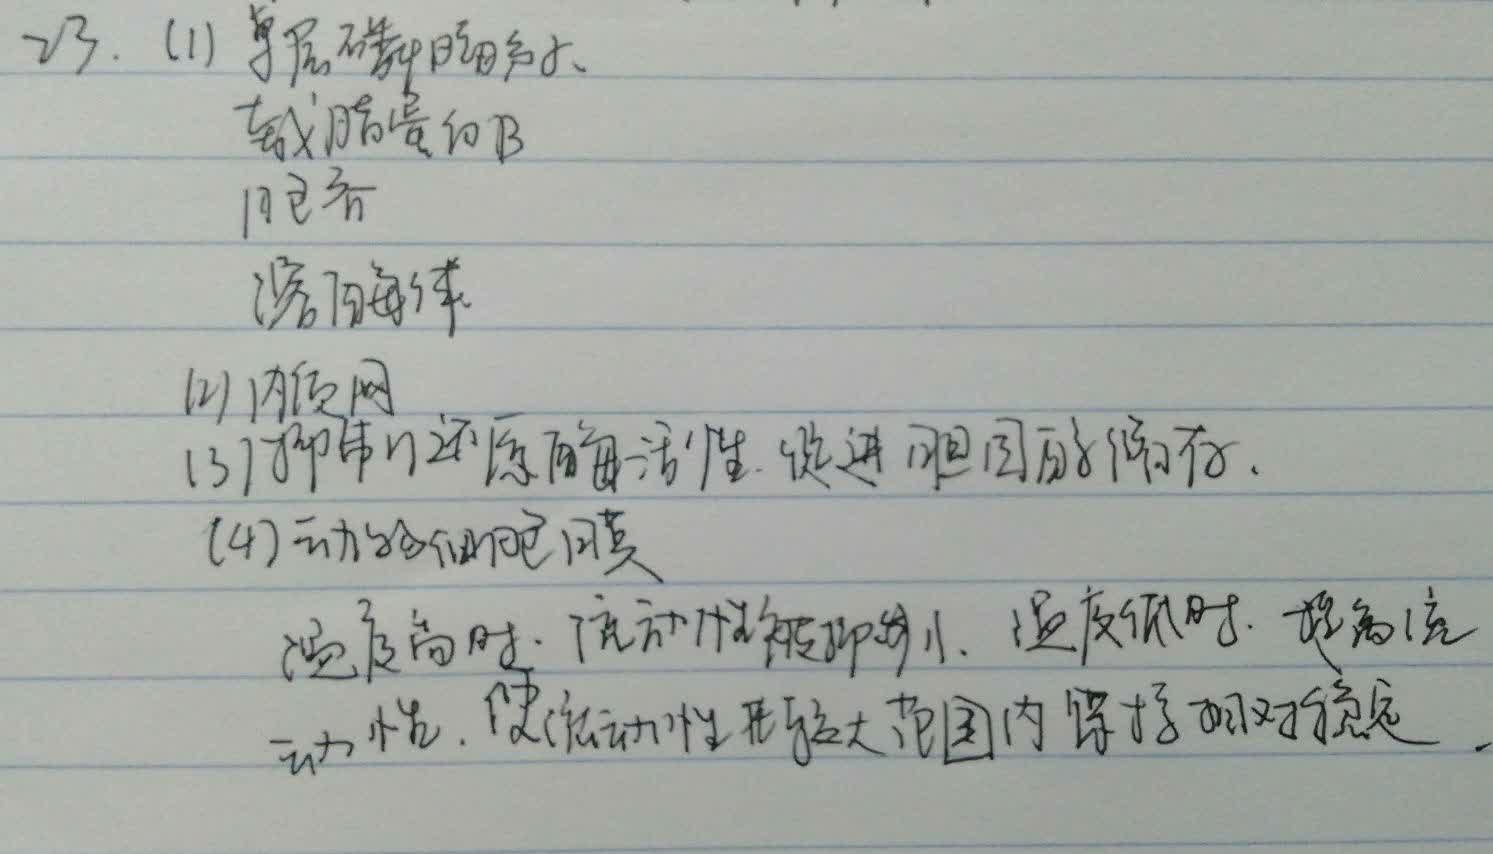 23. (1) 单层磷脂分子、
载脂蛋白B
胞吞
溶酶体
(2) 内质网
(3) 抑制还原酶活性. 促进胆固醇储存.
(4) 动物细胞膜
温度高时. 流动性被抑制. 温度低时. 提高流
动性. 使流动性在较大范围内保持相对稳定.